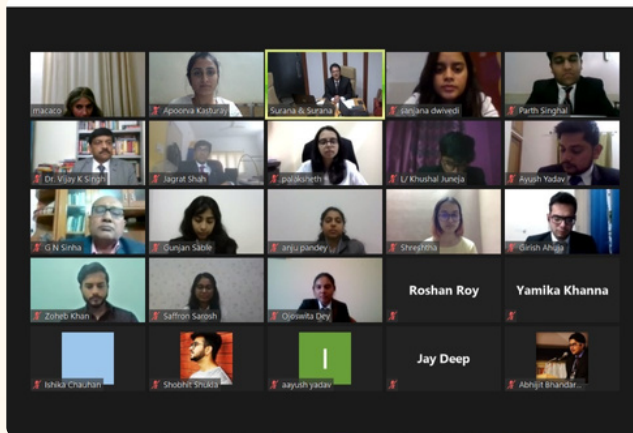 macaco
Apoorva Kasturay
Surana & Surana
sanjana dwivedi
Parth Singhal
Dr. Vijay K Singh
Jagrat Shah
palaksheth
L/ Khushal Juneja
Ayush Yadav
G N Sinha
Gunjan Sable
anju pandey
Shreshtha
Girish Ahuja
Zoheb Khan
Saffron Sarosh
Ojoswita Dey
Roshan Roy
Yamika Khanna
Ishika Chauhan
Shobhit Shukla
I
aayush yadav
Jay Deep
Abhijit Bhandar...